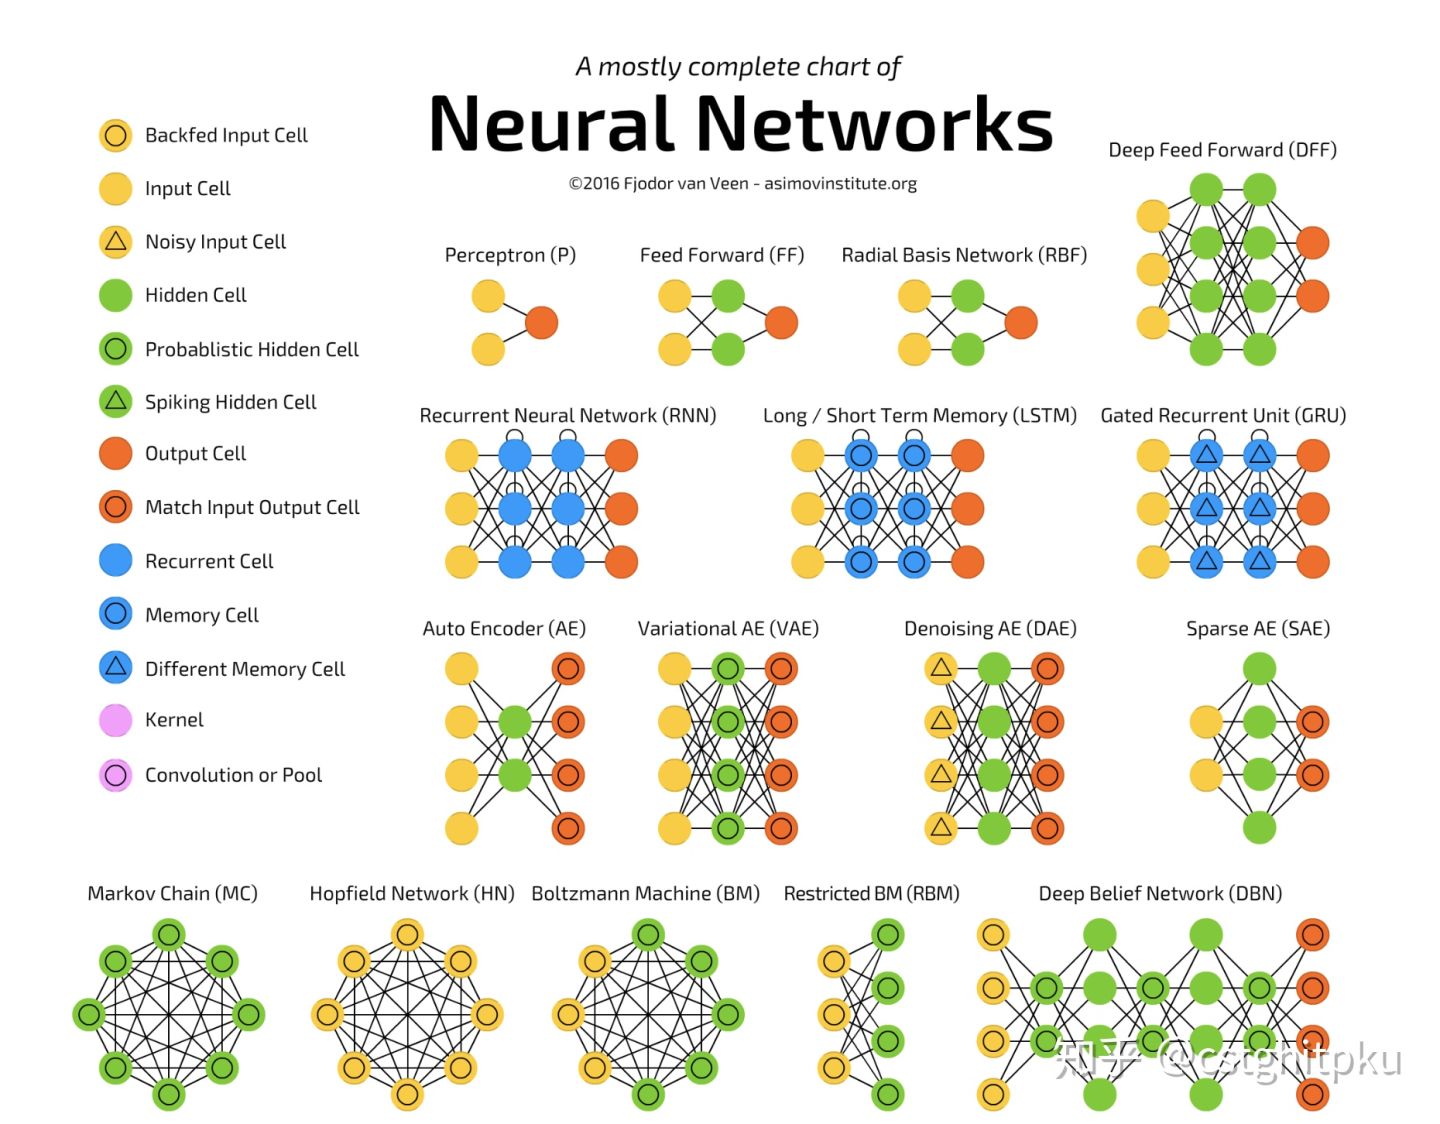 A mostly complete chart of
Neural Networks
©2016 Fjodor van Veen - asimovinstitute.org
Backfed Input Cell
Input Cell
Noisy Input Cell
Hidden Cell
Probablistic Hidden Cell
Spiking Hidden Cell
Output Cell
Match Input Output Cell
Recurrent Cell
Memory Cell
Different Memory Cell
Kernel
Convolution or Pool
Deep Feed Forward (DFF)
Perceptron (P)
Feed Forward (FF)
Radial Basis Network (RBF)
Recurrent Neural Network (RNN)
Long / Short Term Memory (LSTM)
Gated Recurrent Unit (GRU)
Auto Encoder (AE)
Variational AE (VAE)
Denoising AE (DAE)
Sparse AE (SAE)
Markov Chain (MC)
Hopfield Network (HN)
Boltzmann Machine (BM)
Restricted BM (RBM)
Deep Belief Network (DBN)
知乎 @cstghitpku